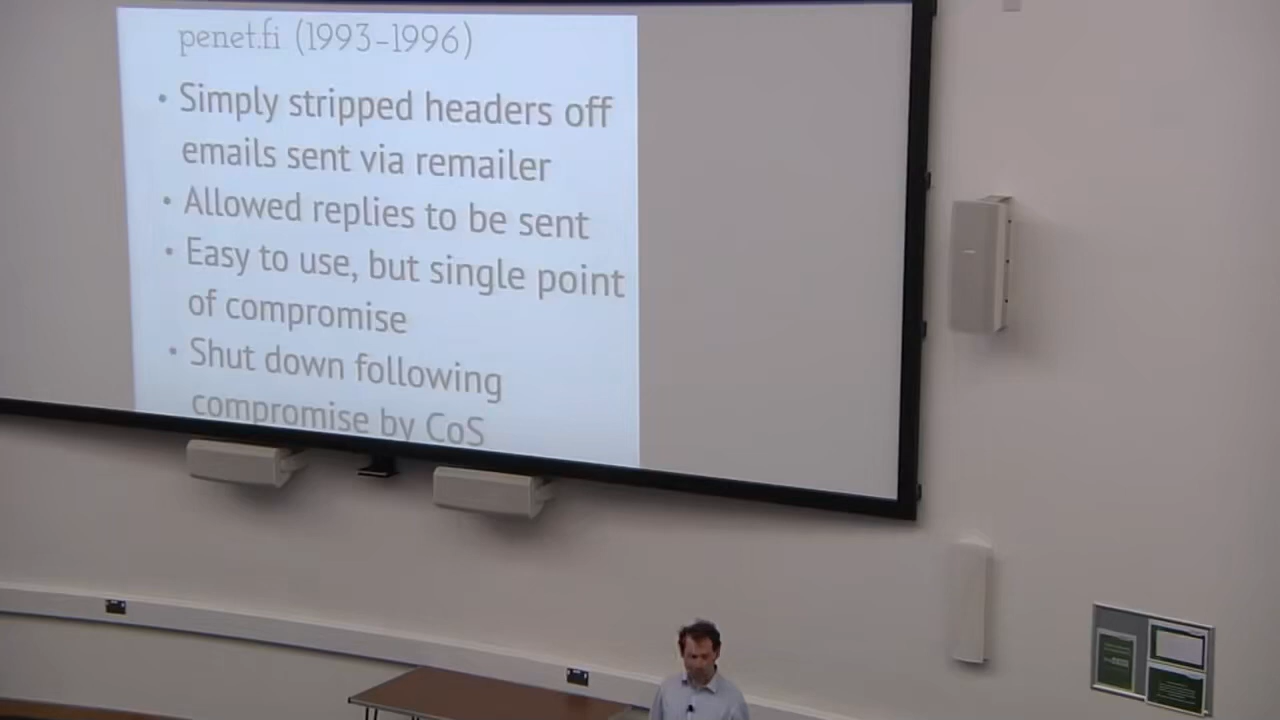 penet.fi (1993–1996)
• Simply stripped headers off
emails sent via remailer
• Allowed replies to be sent
• Easy to use, but single point
of compromise
• Shut down following
compromise by CoS